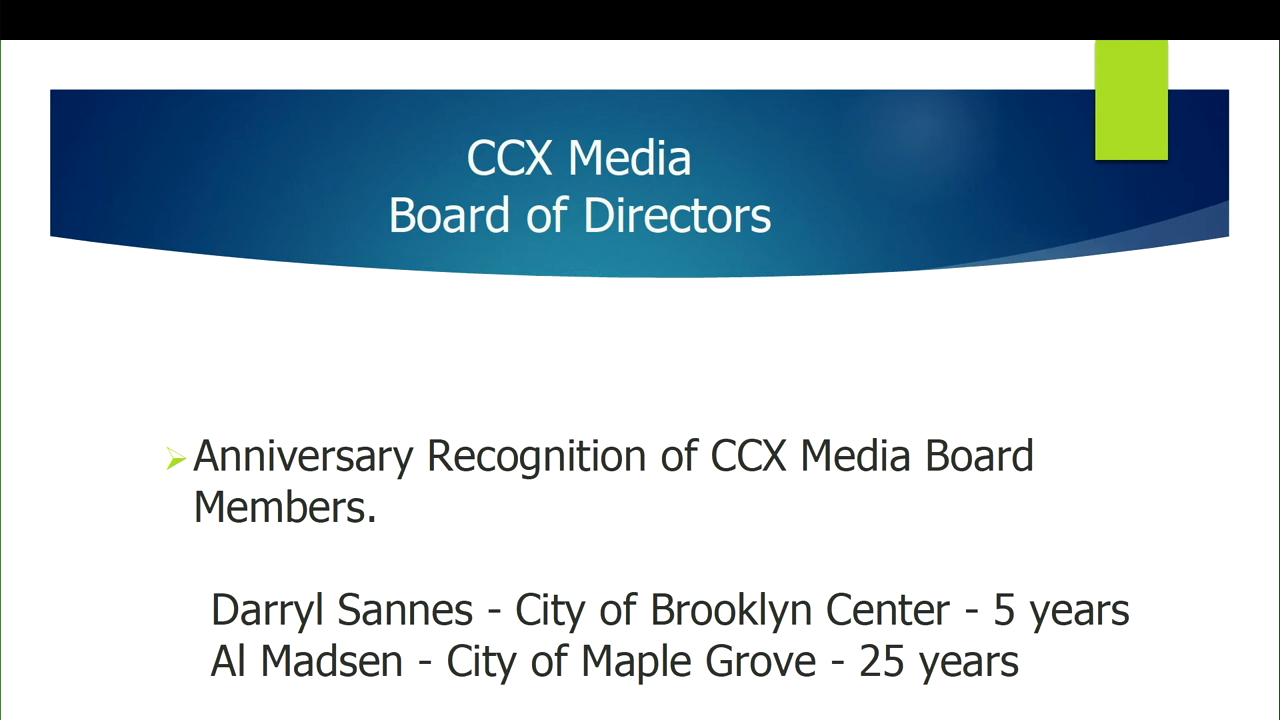 CCX Media
Board of Directors
Anniversary Recognition of CCX Media Board
Members.
Darryl Sannes - City of Brooklyn Center - 5 years
Al Madsen - City of Maple Grove - 25 years